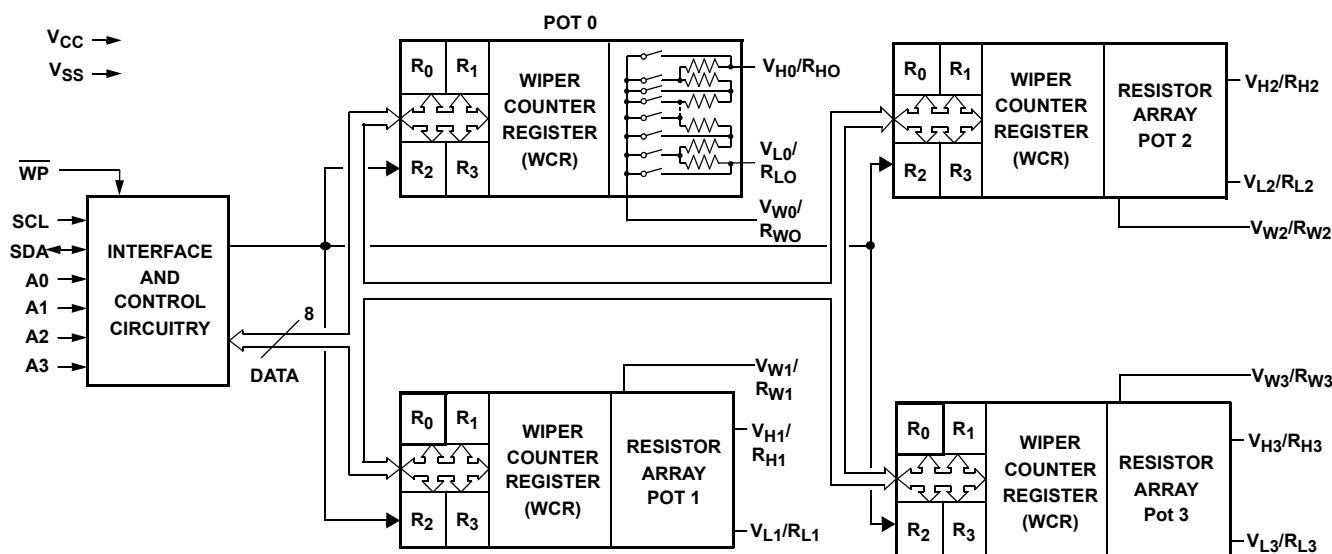 POT 0
VCC
VSS
R0 R1
R2 R3
WIPER
COUNTER
REGISTER
(WCR)
VH0/RHO
VL0/
RLO
VW0/
RWO
R0 R1
R2 R3
WIPER
COUNTER
REGISTER
(WCR)
RESISTOR
ARRAY
POT 2
VH2/RH2
VL2/RL2
VW2/RW2
WP
SCL
SDA
A0
A1
A2
A3
INTERFACE
AND
CONTROL
CIRCUITRY
8
DATA
VW1/
RW1
R0 R1
R2 R3
WIPER
COUNTER
REGISTER
(WCR)
RESISTOR
ARRAY
POT 1
VH1/
RH1
VL1/RL1
VW3/RW3
R0 R1
R2 R3
WIPER
COUNTER
REGISTER
(WCR)
RESISTOR
ARRAY
Pot 3
VH3/RH3
VL3/RL3